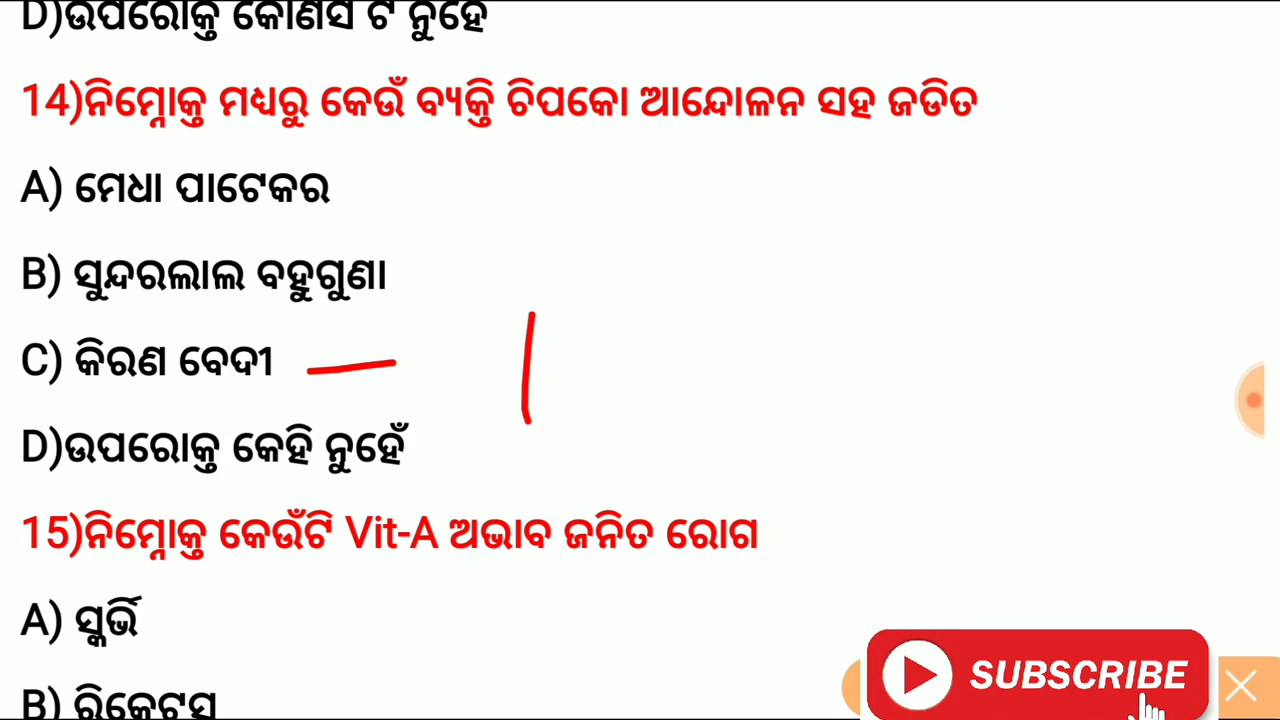 D)ଉପରୋକ୍ତ କୋଣସି ଟି ନୁହେଁ
14)ନିମ୍ନୋକ୍ତ ମଧ୍ୟରୁ କେଉଁ ବ୍ୟକ୍ତି ଚିପକୋ ଆନ୍ଦୋଳନ ସହ ଜଡିତ
A) ମେଧା ପାଟେକର
B) ସୁନ୍ଦରଲାଲ ବହୁଗୁଣା
C) କିରଣ ବେଦୀ
D)ଉପରୋକ୍ତ କେହି ନୁହେଁ
15)ନିମ୍ନୋକ୍ତ କେଉଁଟି Vit-A ଅଭାବ ଜନିତ ରୋଗ
A) ସ୍କର୍ଭି
B) ରିକେଟସ
SUBSCRIBE